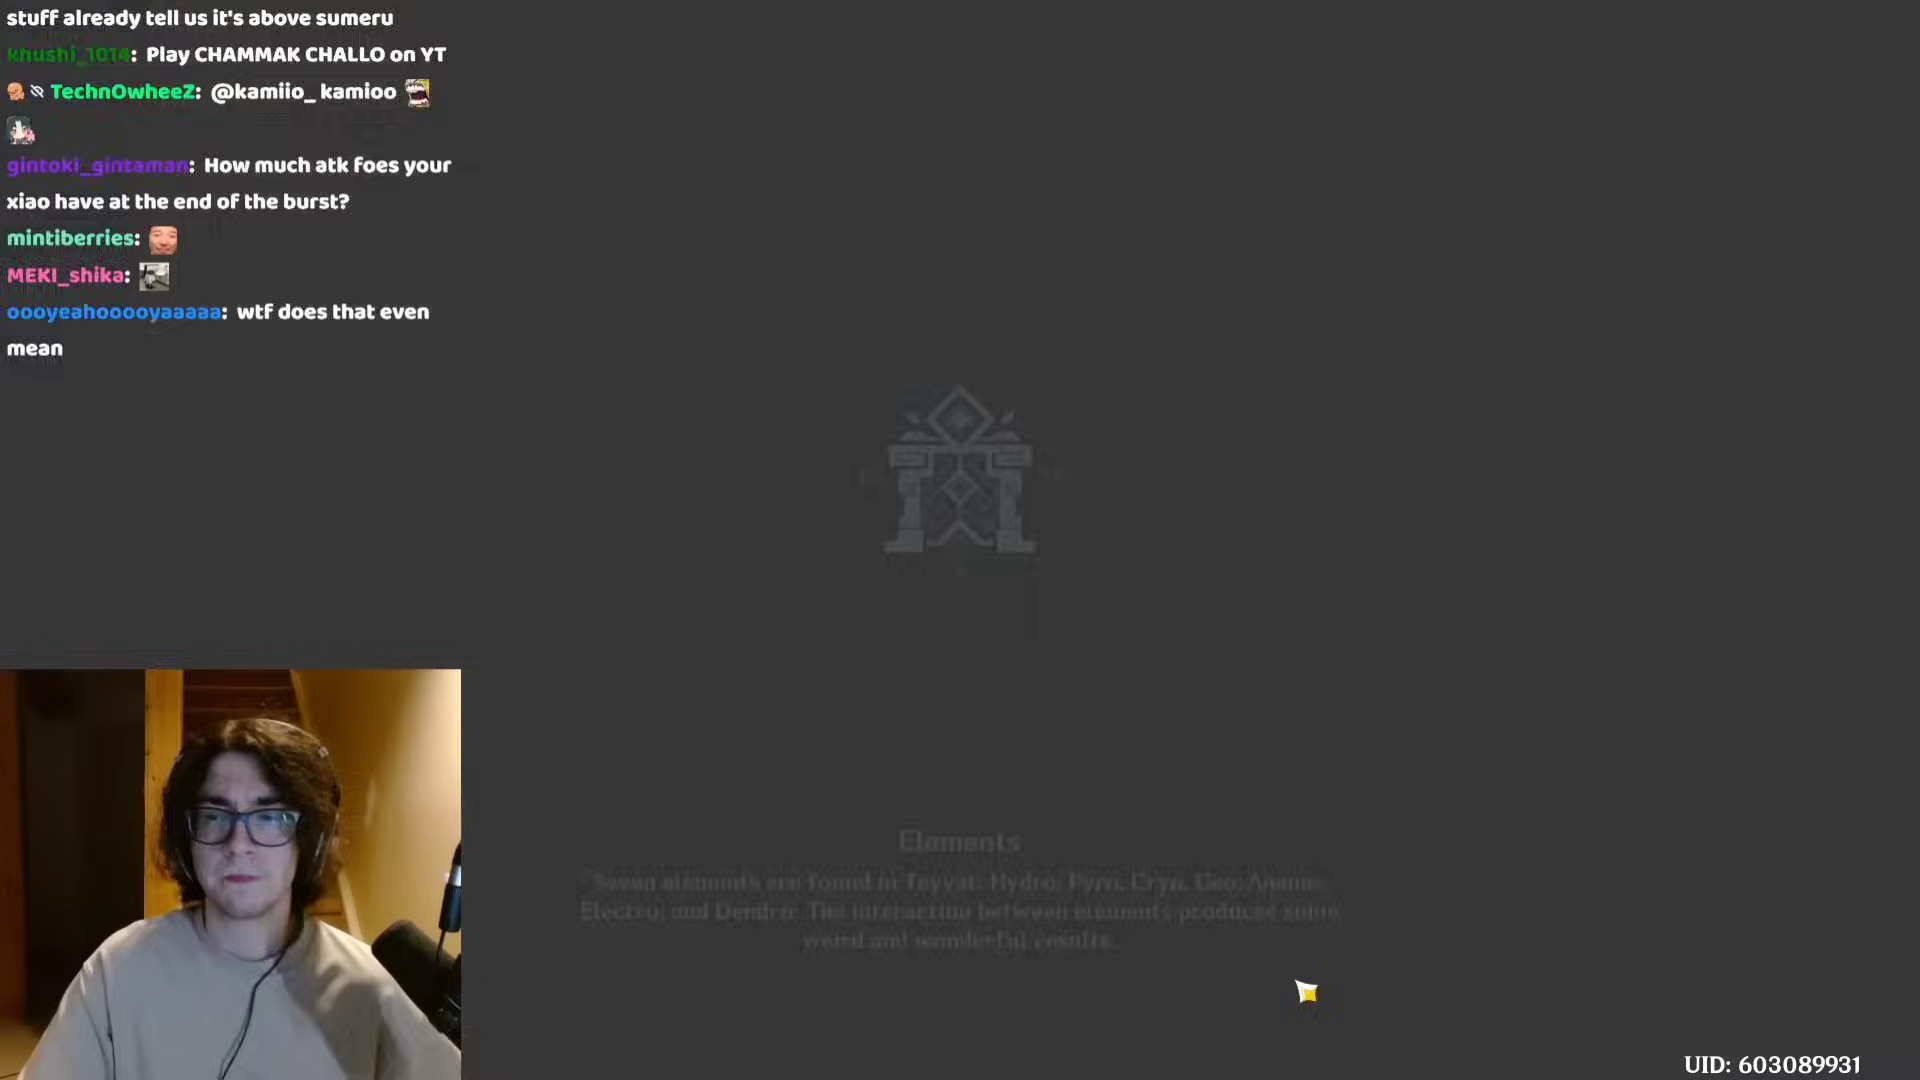 stuff already tell us it's above sumeru
khushi_1014: Play CHAMMAK CHALLO on YT
TechnOwheeZ: @kamiio_ kamioo
gintoki_gintaman: How much atk foes your
xiao have at the end of the burst?
mintiberries:
MEKI_shika:
oooyeahooooyaaaaa: wtf does that even
mean
Elements
Seven elements are found in Teyvat: Hydro, Pyro, Cryo, Geo, Anemo,
Electro, and Dendro. The interaction between elements produces some
weird and wonderful results.
UID: 603089931